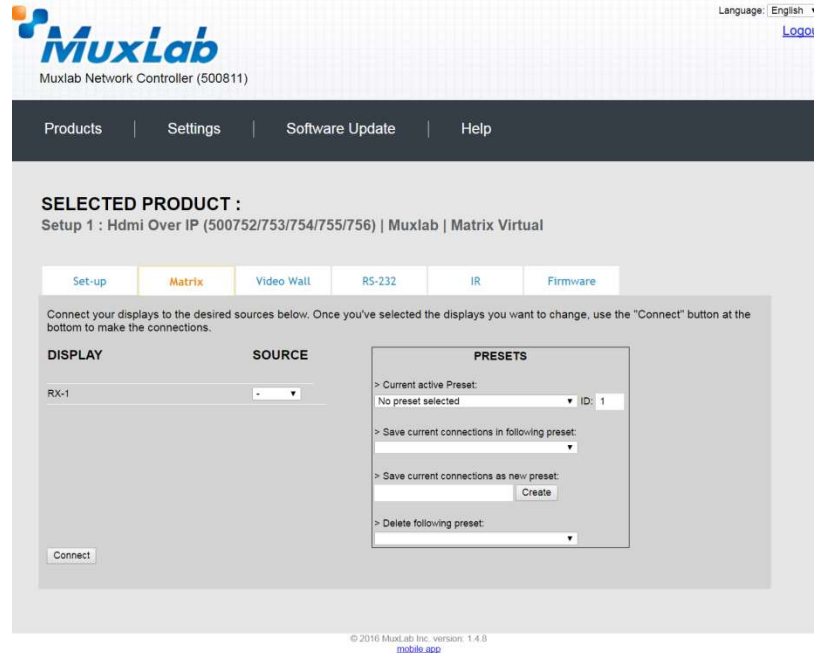 Language: English
Logou
MuxLab
Muxlab Network Controller (500811)
Products | Settings | Software Update | Help
SELECTED PRODUCT :
Setup 1 : Hdmi Over IP (500752/753/754/755/756) | Muxlab | Matrix Virtual
Set-up Matrix Video Wall RS-232 IR Firmware
Connect your displays to the desired sources below. Once you've selected the displays you want to change, use the "Connect" button at the
bottom to make the connections.
DISPLAY SOURCE PRESETS
> Current active Preset:
RX-1 -
No preset selected ID: 1
> Save current connections in following preset:
> Save current connections as new preset:
Create
> Delete following preset:
Connect
© 2016 MuxLab Inc. version: 1.4.8
mobile app